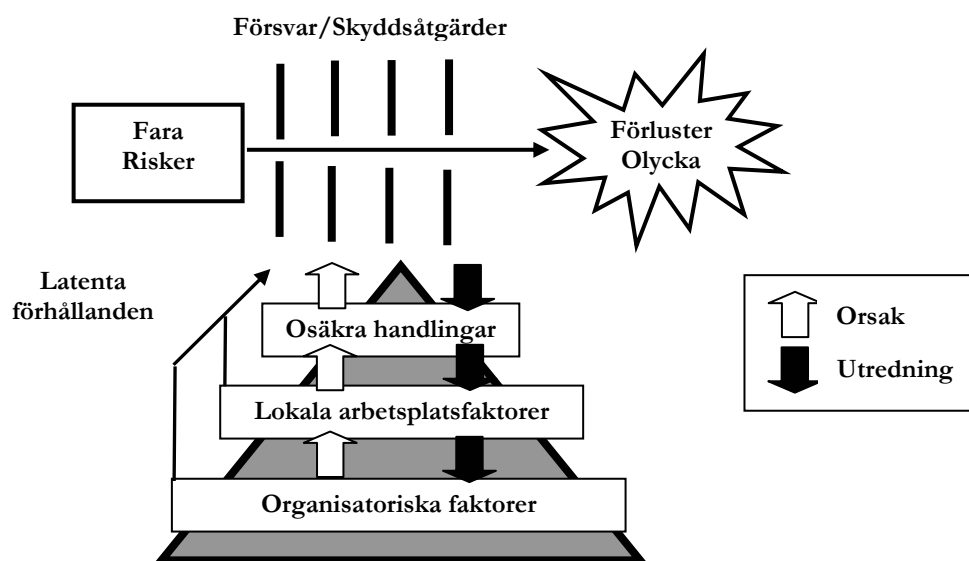 Försvar/Skyddsåtgärder
Fara
Risker
Förluster
Olycka
Latenta
förhållanden
Osäkra handlingar
Lokala arbetsplatsfaktorer
Organisatoriska faktorer
Orsak
Utredning